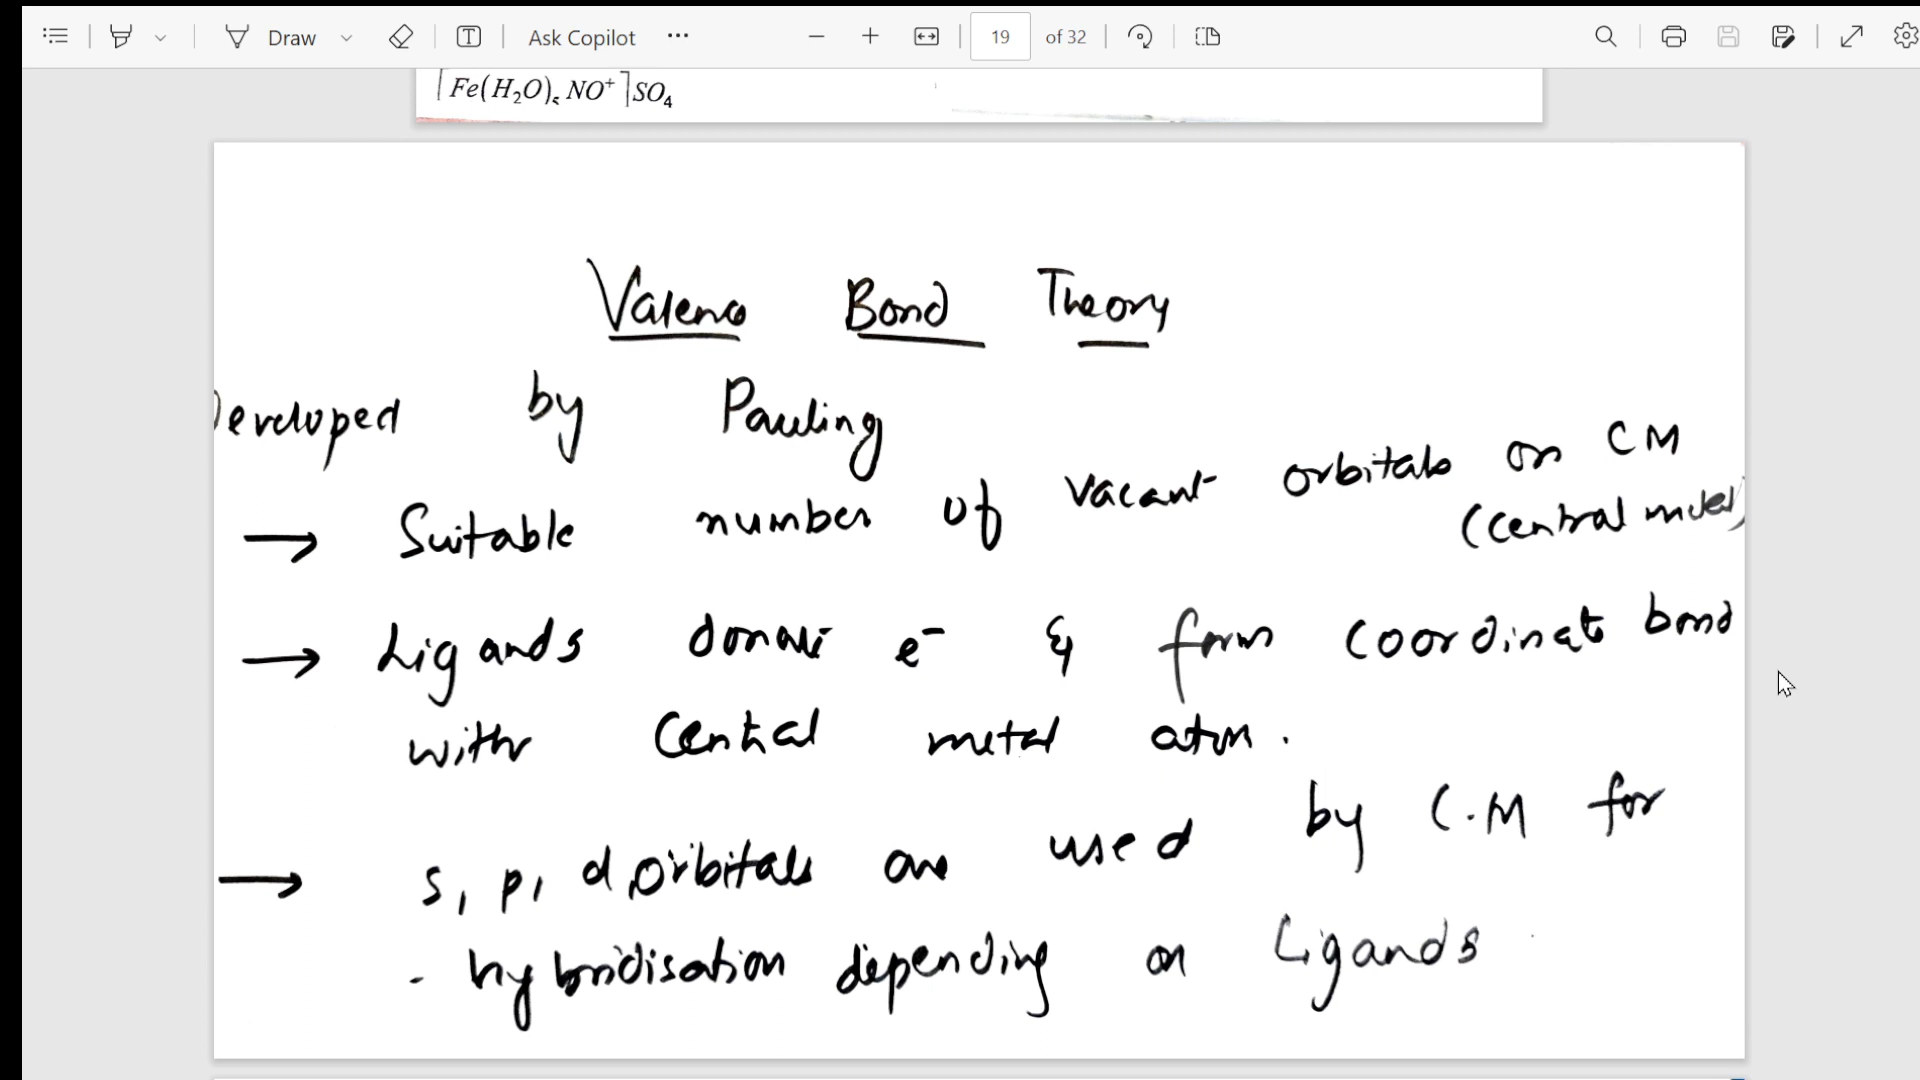 Draw
Ask Copilot
19 of 32
[Fe(H₂O)₅ NO⁺]SO₄
Valence Bond Theory
Developed by Pauling
→ Suitable number of vacant orbitals on CM
(central metal)
→ Ligands donate e⁻ & form coordinate bond
with central metal atom.
→ s, p, d orbitals are used by C.M for
- hybridisation depending on Ligands